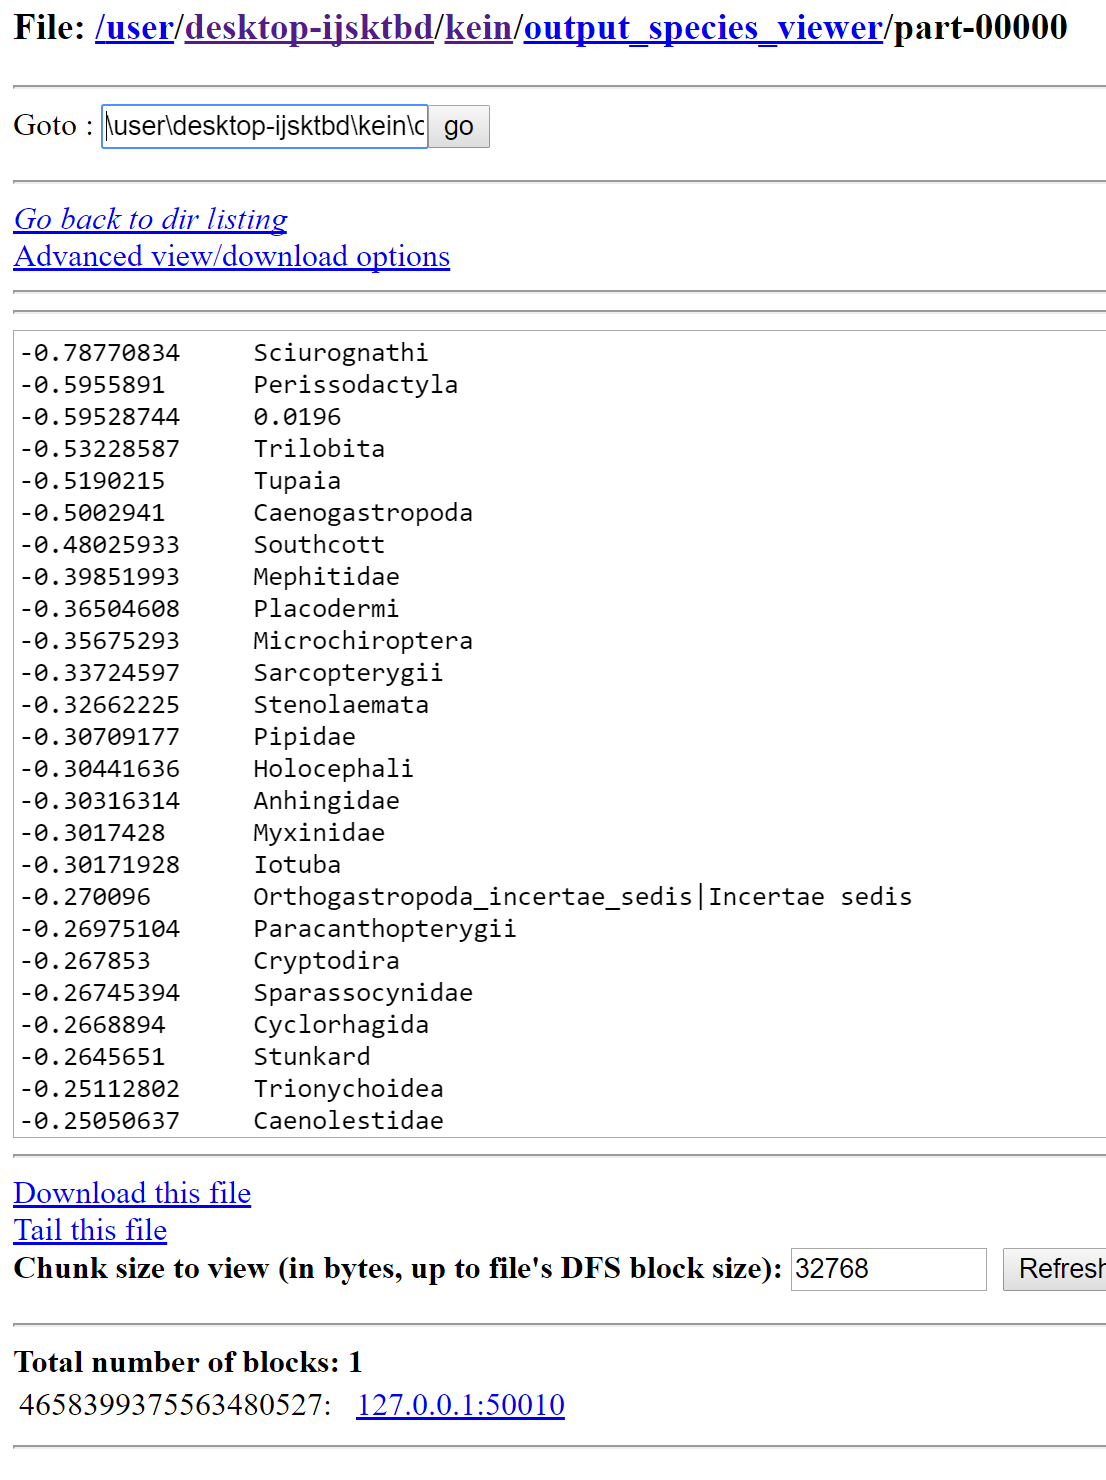 File: /user/desktop-ijsktbd/kein/output_species_viewer/part-00000
Goto : \user\desktop-ijsktbd\kein\o go
Go back to dir listing
Advanced view/download options
-0.78770834 Sciurognathi
-0.5955891 Perissodactyla
-0.59528744 0.0196
-0.53228587 Trilobita
-0.5190215 Tupaia
-0.5002941 Caenogastropoda
-0.48025933 Southcott
-0.39851993 Mephitidae
-0.36504608 Placodermi
-0.35675293 Microchiroptera
-0.33724597 Sarcopterygii
-0.32662225 Stenolaemata
-0.30709177 Pipidae
-0.30441636 Holocephali
-0.30316314 Anhingidae
-0.3017428 Myxinidae
-0.30171928 Iotuba
-0.270096 Orthogastropoda_incertae_sedis|Incertae sedis
-0.26975104 Paracanthopterygii
-0.267853 Cryptodira
-0.26745394 Sparassocynidae
-0.2668894 Cyclorhagida
-0.2645651 Stunkard
-0.25112802 Trionychoidea
-0.25050637 Caenolestidae
Download this file
Tail this file
Chunk size to view (in bytes, up to file's DFS block size): 32768 Refresh
Total number of blocks: 1
4658399375563480527: 127.0.0.1:50010